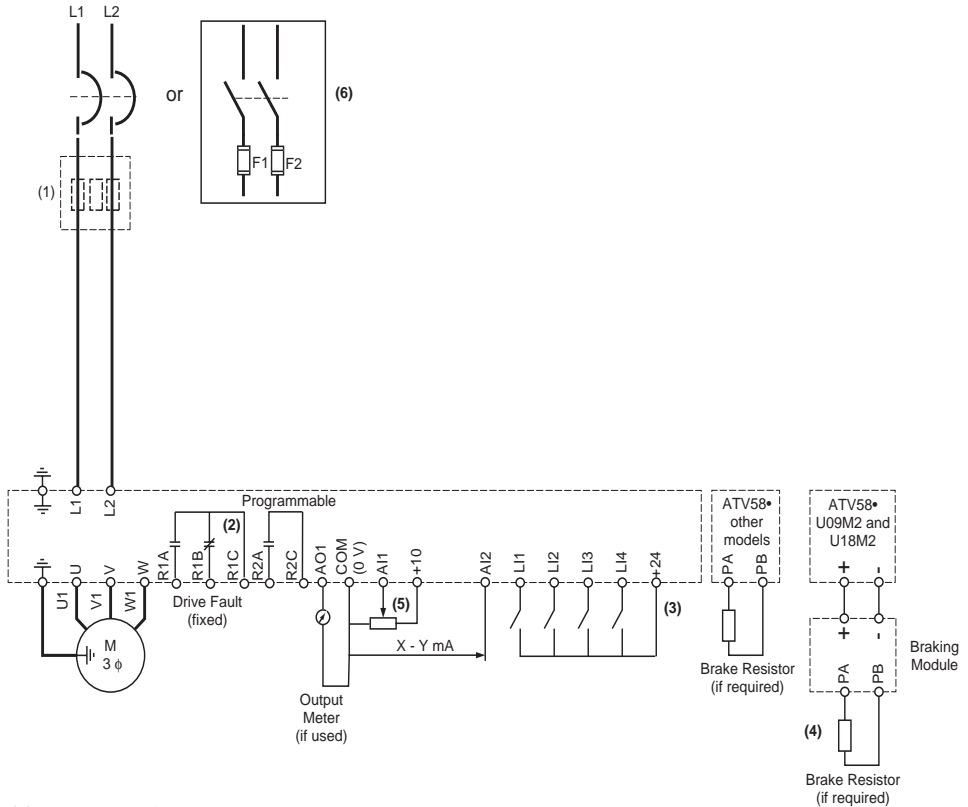 L1 L2
or
(6)
F1 F2
(1)
L1
L2
Programmable
(2)
R1A
R1B
R1C
R2A
R2C
AO1
COM
(0 V)
AI1
+10
AI2
LI1
LI2
LI3
LI4
+24
U
V
W
U1
V1
W1
M
3 ϕ
Drive Fault
(fixed)
(5)
X - Y mA
(3)
Output
Meter
(if used)
ATV58•
other
models
PA
PB
Brake Resistor
(if required)
ATV58•
U09M2 and
U18M2
+ -
+ -
PA
PB
Braking
Module
(4)
Brake Resistor
(if required)